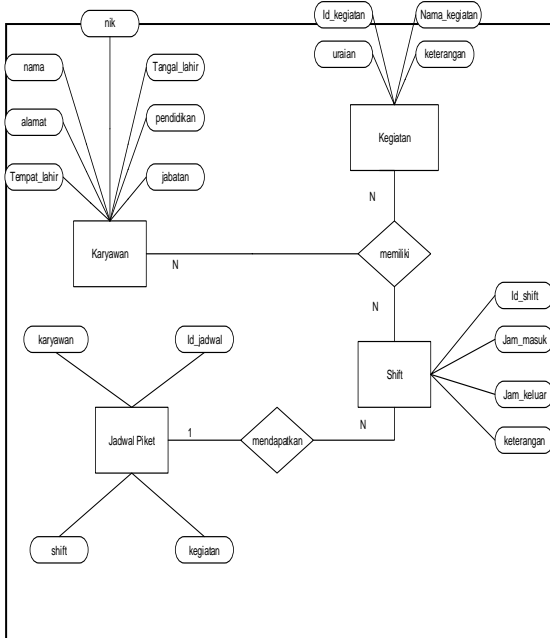 nik
nama
Tangal_lahir
alamat
pendidikan
Tempat_lahir
jabatan
Karyawan
N
Id_kegiatan
Nama_kegiatan
uraian
keterangan
Kegiatan
N
memiliki
N
Id_shift
Jam_masuk
Jam_keluar
keterangan
Shift
N
karyawan
Id_jadwal
Jadwal Piket
1
mendapatkan
shift
kegiatan